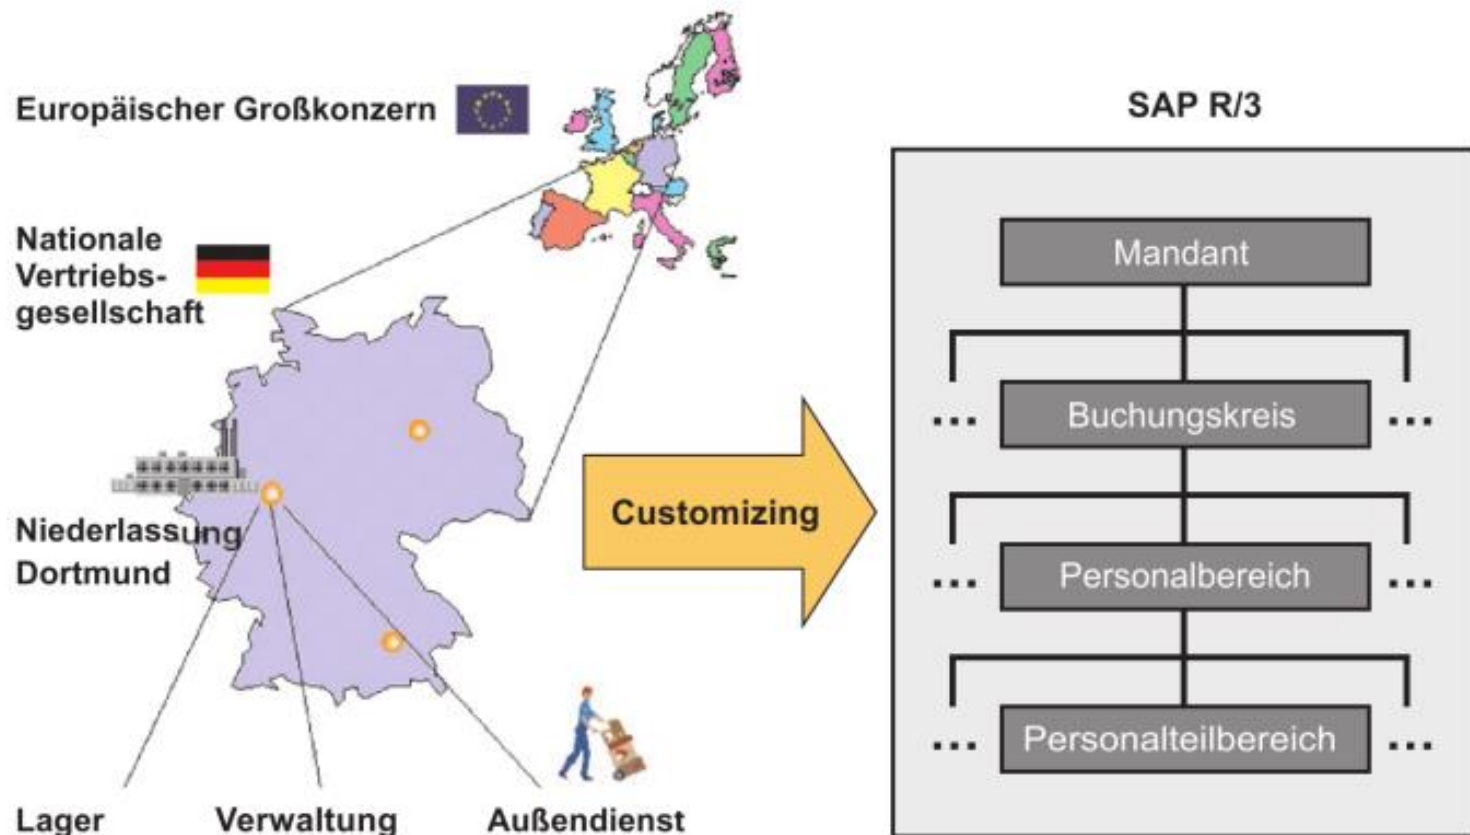 Europäischer Großkonzern
Nationale
Vertriebs-
gesellschaft
Niederlassung
Dortmund
Lager
Verwaltung
Außendienst
Customizing
SAP R/3
Mandant
... Buchungskreis ...
... Personalbereich ...
... Personalteilbereich ...